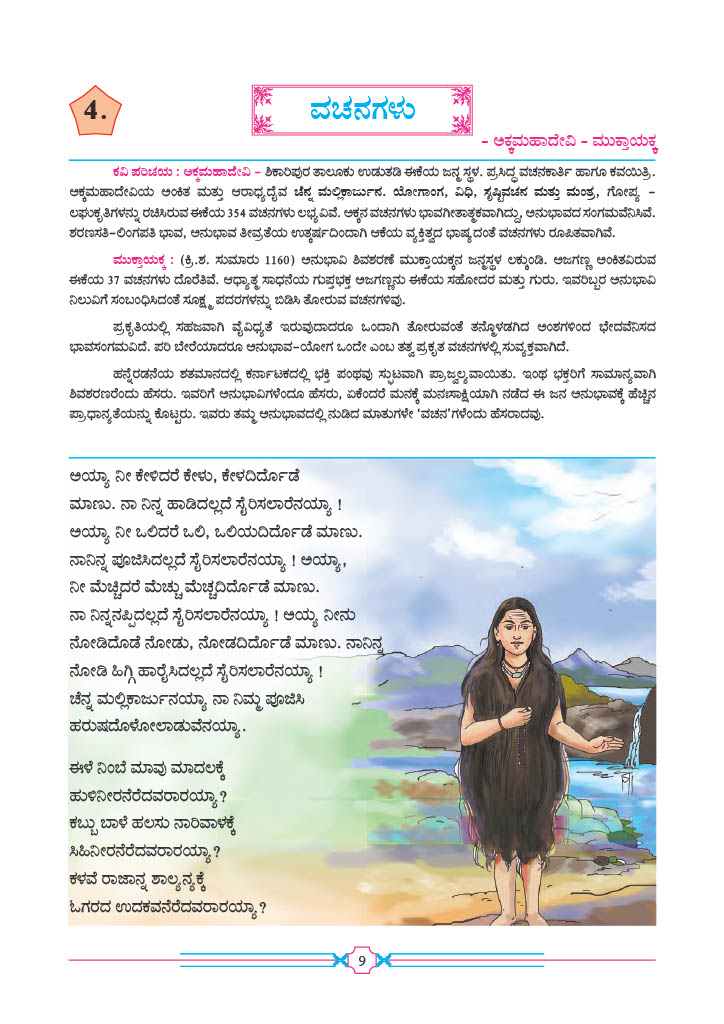 4.
ವಚನಗಳು
– ಅಕ್ಕಮಹಾದೇವಿ – ಮುಕ್ತಾಯಕ್ಕ
ಕವಿ ಪರಿಚಯ : ಅಕ್ಕಮಹಾದೇವಿ – ಶಿಕಾರಿಪುರ ತಾಲೂಕು ಉಡುತಡಿ ಈಕೆಯ ಜನ್ಮ ಸ್ಥಳ. ಪ್ರಸಿದ್ಧ ವಚನಕಾರ್ತಿ ಹಾಗೂ ಕವಯಿತ್ರಿ.
ಅಕ್ಕಮಹಾದೇವಿಯ ಅಂಕಿತ ಮತ್ತು ಆರಾಧ್ಯದೈವ ಚೆನ್ನ ಮಲ್ಲಿಕಾರ್ಜುನ. ಯೋಗಾಂಗ, ವಿಧಿ, ಸೃಷ್ಟಿವಚನ ಮತ್ತು ಮಂತ್ರ, ಗೋಪ್ಯ –
ಲಘುಕೃತಿಗಳನ್ನು ರಚಿಸಿರುವ ಈಕೆಯ 354 ವಚನಗಳು ಲಭ್ಯವಿವೆ. ಅಕ್ಕನ ವಚನಗಳು ಭಾವಗೀತಾತ್ಮಕವಾಗಿದ್ದು, ಅನುಭಾವದ ಸಂಗಮವೆನಿಸಿವೆ.
ಶರಣಸತಿ–ಲಿಂಗಪತಿ ಭಾವ, ಅನುಭಾವ ತೀವ್ರತೆಯ ಉತ್ಕರ್ಷದಿಂದಾಗಿ ಆಕೆಯ ವ್ಯಕ್ತಿತ್ವದ ಭಾಷ್ಯದಂತೆ ವಚನಗಳು ರೂಪಿತವಾಗಿವೆ.
ಮುಕ್ತಾಯಕ್ಕ : (ಕ್ರಿ.ಶ. ಸುಮಾರು 1160) ಅನುಭಾವಿ ಶಿವಶರಣೆ ಮುಕ್ತಾಯಕ್ಕನ ಜನ್ಮಸ್ಥಳ ಲಕ್ಕುಂಡಿ. ಅಜಗಣ್ಣ ಅಂಕಿತವಿರುವ
ಈಕೆಯ 37 ವಚನಗಳು ದೊರೆತಿವೆ. ಆಧ್ಯಾತ್ಮ ಸಾಧನೆಯ ಗುಪ್ತಭಕ್ತ ಅಜಗಣ್ಣನು ಈಕೆಯ ಸಹೋದರ ಮತ್ತು ಗುರು. ಇವರಿಬ್ಬರ ಅನುಭಾವಿ
ನಿಲುವಿಗೆ ಸಂಬಂಧಿಸಿದಂತೆ ಸೂಕ್ಷ್ಮ ಪದರಗಳನ್ನು ಬಿಡಿಸಿ ತೋರುವ ವಚನಗಳಿವು.
ಪ್ರಕೃತಿಯಲ್ಲಿ ಸಹಜವಾಗಿ ವೈವಿಧ್ಯತೆ ಇರುವುದಾದರೂ ಒಂದಾಗಿ ತೋರುವಂತೆ ತನ್ನೊಳಡಗಿದ ಅಂಶಗಳಿಂದ ಭೇದವೆನಿಸದ
ಭಾವಸಂಗಮವಿದೆ. ಪರಿ ಬೇರೆಯಾದರೂ ಅನುಭಾವ–ಯೋಗ ಒಂದೇ ಎಂಬ ತತ್ವ ಪ್ರಕೃತ ವಚನಗಳಲ್ಲಿ ಸುವ್ಯಕ್ತವಾಗಿದೆ.
ಹನ್ನೆರಡನೆಯ ಶತಮಾನದಲ್ಲಿ ಕರ್ನಾಟಕದಲ್ಲಿ ಭಕ್ತಿ ಪಂಥವು ಸ್ಫುಟವಾಗಿ ಪ್ರಾಜ್ವಲ್ಯವಾಯಿತು. ಇಂಥ ಭಕ್ತರಿಗೆ ಸಾಮಾನ್ಯವಾಗಿ
ಶಿವಶರಣರೆಂದು ಹೆಸರು. ಇವರಿಗೆ ಅನುಭಾವಿಗಳೆಂದೂ ಹೆಸರು, ಏಕೆಂದರೆ ಮನಕ್ಕೆ ಮನಃಸಾಕ್ಷಿಯಾಗಿ ನಡೆದ ಈ ಜನ ಅನುಭಾವಕ್ಕೆ ಹೆಚ್ಚಿನ
ಪ್ರಾಧಾನ್ಯತೆಯನ್ನು ಕೊಟ್ಟರು. ಇವರು ತಮ್ಮ ಅನುಭಾವದಲ್ಲಿ ನುಡಿದ ಮಾತುಗಳೇ ‘ವಚನ’ಗಳೆಂದು ಹೆಸರಾದವು.
ಅಯ್ಯಾ ನೀ ಕೇಳಿದರೆ ಕೇಳು, ಕೇಳದಿರ್ದೊಡೆ
ಮಾಣು. ನಾ ನಿನ್ನ ಹಾಡಿದಲ್ಲದೆ ಸೈರಿಸಲಾರೆನಯ್ಯಾ !
ಅಯ್ಯಾ ನೀ ಒಲಿದರೆ ಒಲಿ, ಒಲಿಯದಿರ್ದೊಡೆ ಮಾಣು.
ನಾನಿನ್ನ ಪೂಜಿಸಿದಲ್ಲದೆ ಸೈರಿಸಲಾರೆನಯ್ಯಾ ! ಅಯ್ಯಾ,
ನೀ ಮೆಚ್ಚಿದರೆ ಮೆಚ್ಚು ಮೆಚ್ಚದಿರ್ದೊಡೆ ಮಾಣು.
ನಾ ನಿನ್ನನಪ್ಪಿದಲ್ಲದೆ ಸೈರಿಸಲಾರೆನಯ್ಯಾ ! ಅಯ್ಯ ನೀನು
ನೋಡಿದೊಡೆ ನೋಡು, ನೋಡದಿರ್ದೊಡೆ ಮಾಣು. ನಾನಿನ್ನ
ನೋಡಿ ಹಿಗ್ಗಿ ಹಾರೈಸಿದಲ್ಲದೆ ಸೈರಿಸಲಾರೆನಯ್ಯಾ !
ಚೆನ್ನ ಮಲ್ಲಿಕಾರ್ಜುನಯ್ಯಾ ನಾ ನಿಮ್ಮ ಪೂಜಿಸಿ
ಹರುಷದೊಳೋಲಾಡುವೆನಯ್ಯಾ.
ಈಳೆ ನಿಂಬೆ ಮಾವು ಮಾದಲಕ್ಕೆ
ಹುಳಿನೀರನೆರೆದವರಾರಯ್ಯಾ?
ಕಬ್ಬು ಬಾಳೆ ಹಲಸು ನಾರಿವಾಳಕ್ಕೆ
ಸಿಹಿನೀರನೆರೆದವರಾರಯ್ಯಾ?
ಕಳವೆ ರಾಜಾನ್ನ ಶಾಲ್ಯನ್ನಕ್ಕೆ
ಓಗರದ ಉದಕವನೆರೆದವರಾರಯ್ಯಾ?
9